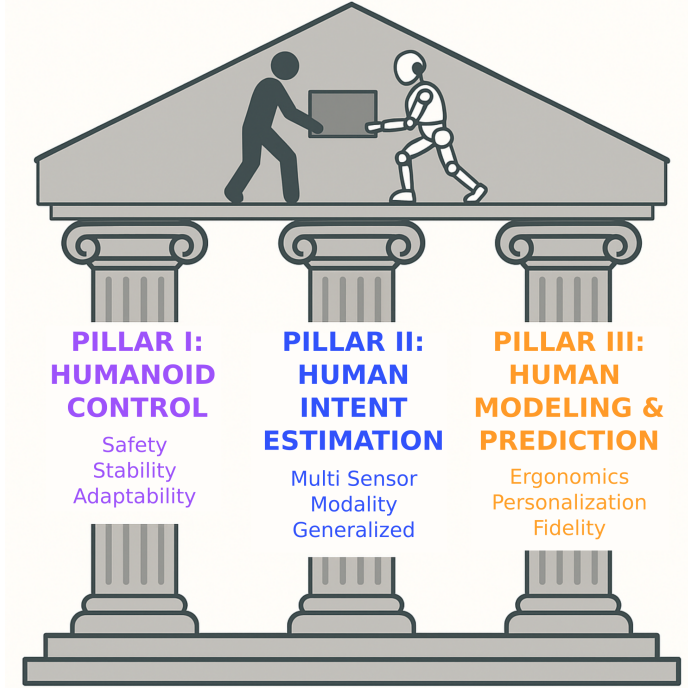 PILLAR I:
HUMANOID
CONTROL
Safety
Stability
Adaptability
PILLAR II:
HUMAN
INTENT
ESTIMATION
Multi Sensor
Modality
Generalized
PILLAR III:
HUMAN
MODELING &
PREDICTION
Ergonomics
Personalization
Fidelity